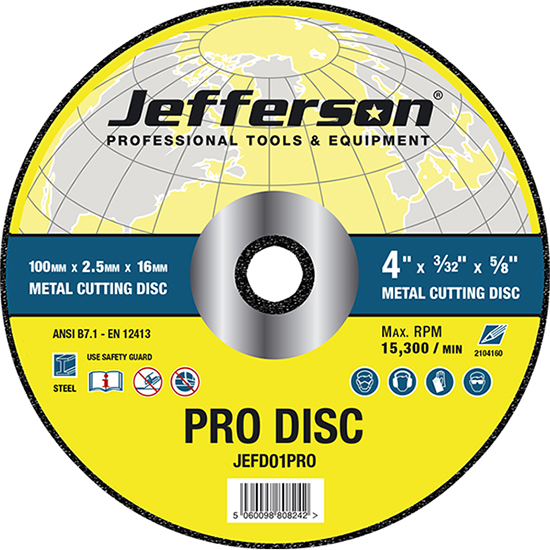 Jefferson®
PROFESSIONAL TOOLS & EQUIPMENT
100MM x 2.5MM x 16MM
METAL CUTTING DISC
4" x 3/32" x 5/8"
METAL CUTTING DISC
ANSI B7.1 - EN 12413
USE SAFETY GUARD
STEEL
MAX. RPM
15,300 / MIN
2104160
PRO DISC
JEFD01PRO
5 060098 808242 >